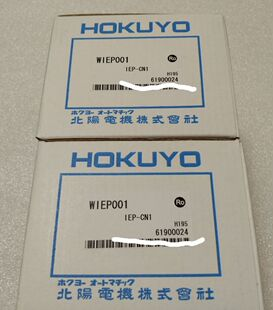 HOKUYO
WIEP001
Ro
IEP-CN1
H195
61900024
ホクヨー オートマチック
北陽電機株式會社
HOKUYO
WIEP001
Ro
IEP-CN1
H195
61900024
ホクヨー オートマチック
北陽電機株式會社